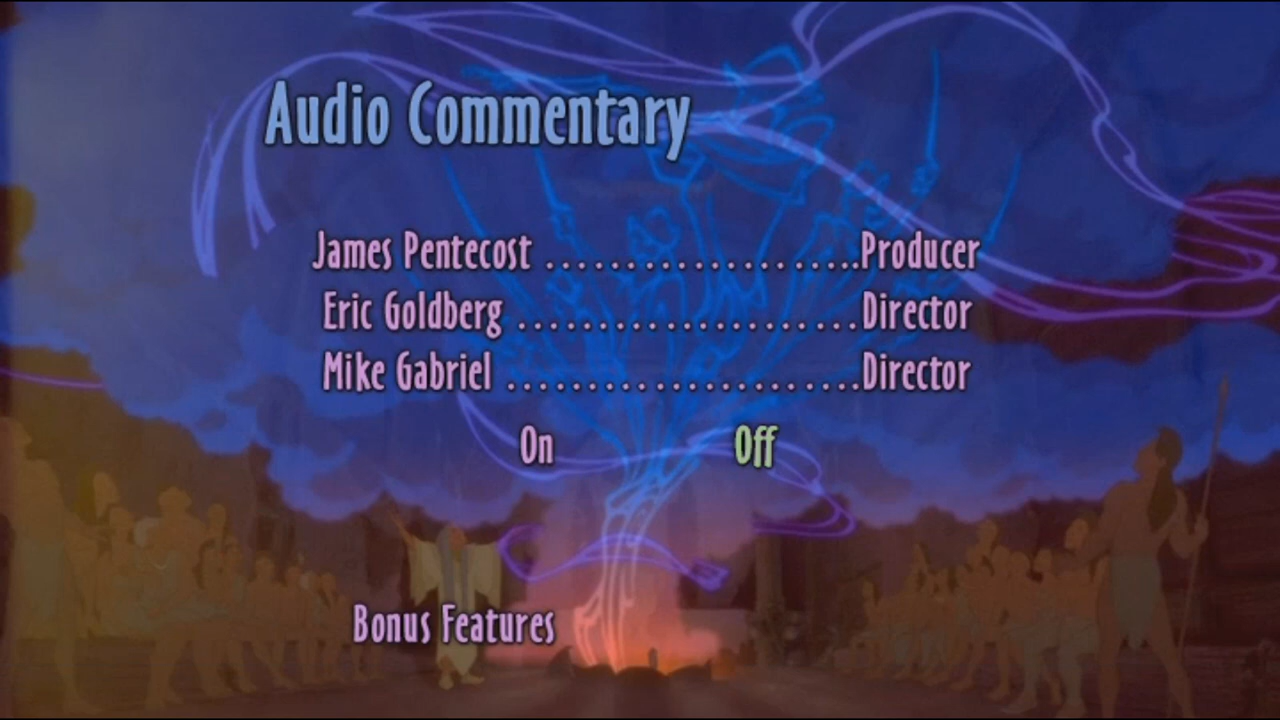 Audio Commentary
James Pentecost ......................Producer
Eric Goldberg ......................Director
Mike Gabriel .......................Director
On Off
Bonus Features